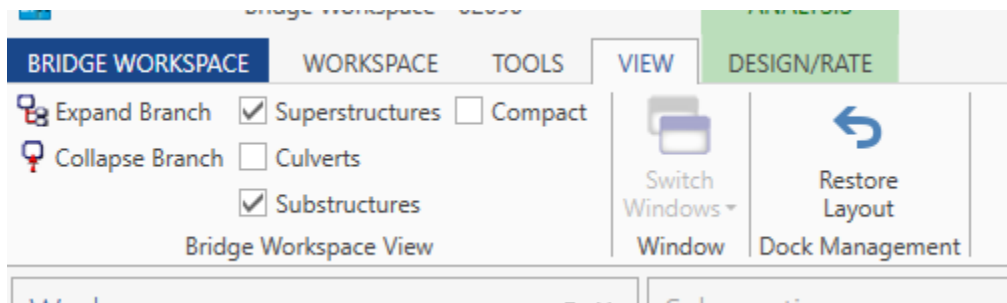 BRIDGE WORKSPACE WORKSPACE TOOLS VIEW DESIGN/RATE
Expand Branch Superstructures Compact
Collapse Branch Culverts
Substructures
Switch Windows
Restore Layout
Bridge Workspace View Window Dock Management